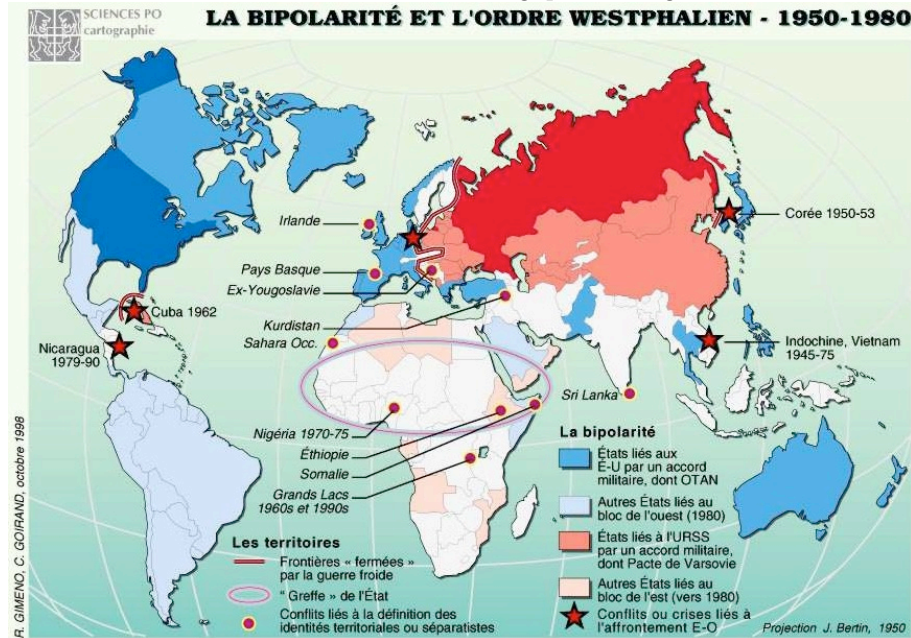 SCIENCES PO
cartographie
LA BIPOLARITÉ ET L'ORDRE WESTPHALIEN - 1950-1980
Irlande
Pays Basque
Ex-Yougoslavie
Kurdistan
Sahara Occ.
Cuba 1962
Nicaragua
1979-90
Corée 1950-53
Indochine, Vietnam
1945-75
Sri Lanka
Nigéria 1970-75
Éthiopie
Somalie
Grands Lacs
1960s et 1990s
Les territoires
Frontières « fermées »
par la guerre froide
"Greffe" de l'État
Conflits liés à la définition des
identités territoriales ou séparatistes
La bipolarité
États liés aux
É-U par un accord
militaire, dont OTAN
Autres États liés au
bloc de l'ouest (1980)
États liés à l'URSS
par un accord militaire,
dont Pacte de Varsovie
Autres États liés au
bloc de l'est (vers 1980)
Conflits ou crises liés à
l'affrontement E-O
Projection J. Bertin, 1950
R. GIMENO, C. GOIRAND, octobre 1998